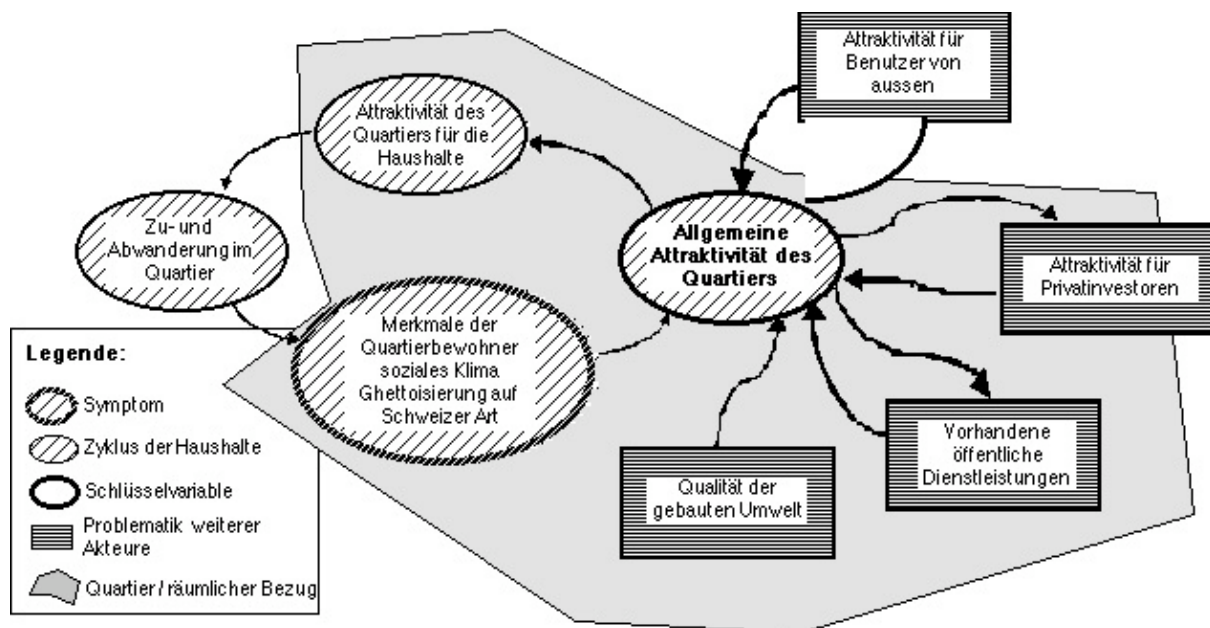 Attraktivität für
Benutzer von
aussen
Attraktivität des
Quartiers für die
Haushalte
Zu- und
Abwanderung im
Quartier
Allgemeine
Attraktivität des
Quartiers
Attraktivität für
Privatinvestoren
Merkmale der
Quartierbewohner
soziales Klima
Ghettoisierung auf
Schweizer Art
Vorhandene
öffentliche
Dienstleistungen
Qualität der
gebauten Umwelt
Legende:
Symptom
Zyklus der Haushalte
Schlüsselvariable
Problematik weiterer
Akteure
Quartier / räumlicher Bezug